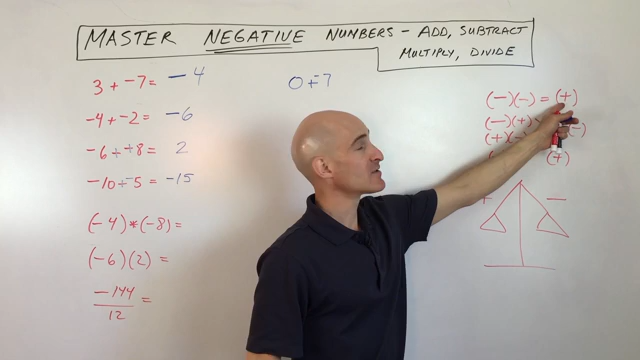 MASTER NEGATIVE NUMBERS - ADD, SUBTRACT
MULTIPLY, DIVIDE
3 + -7 = -4
0 + -7
-4 + -2 = -6
-6 ÷ +8 = 2
-10 ÷ 5 = -15
(-4) * (-8) =
(-6)(2) =
-144
12 =
(-)(-) = (+)
(-)(+)
(+)(-
-)
(+)
+ -